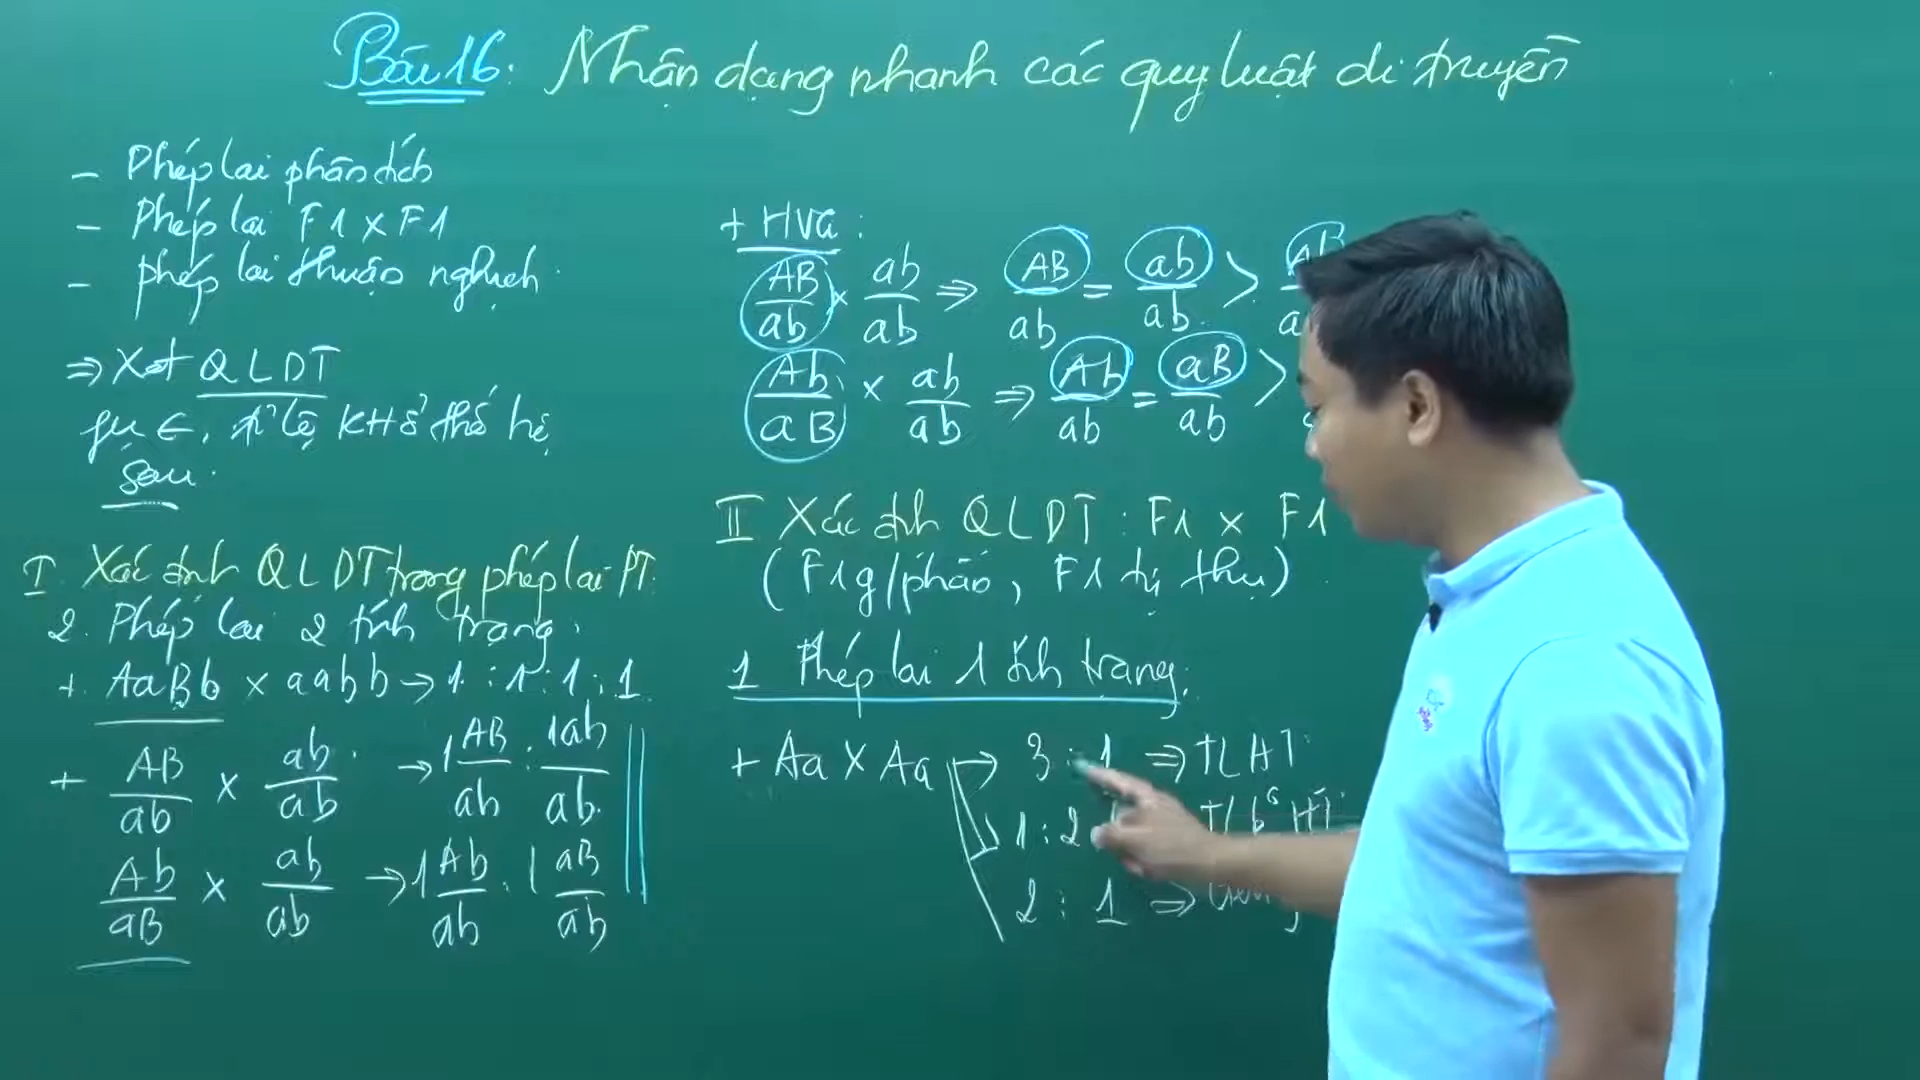 Bài 16: Nhận dạng nhanh các quy luật di truyền
- Phép lai phân tích
- Phép lai F1 x F1
- phép lai thuận nghịch.
⇒ Xét QLDT
tỉ lệ KH ở thế hệ
sau.
I. Xác định QLDT trong phép lai PT.
2. Phép lai 2 tính trạng.
+ AaBb x aabb → 1 : 1 : 1 : 1
+ AB/ab x ab/ab → 1 AB/ab : 1 ab/ab
Ab/aB x ab/ab → 1 Ab/ab : 1 aB/ab
+ HVG :
AB/ab x ab/ab ⇒ AB/ab = ab/ab >
Ab/aB x ab/ab ⇒ Ab/ab = aB/ab >
II Xác định QLDT : F1 x F1
(F1 g/phấn, F1 tự thụ)
1 Phép lai 1 tính trạng.
+ Aa x Aa → 3 : 1 ⇒ TLAT
1 : 2
2 : 1 ⇒